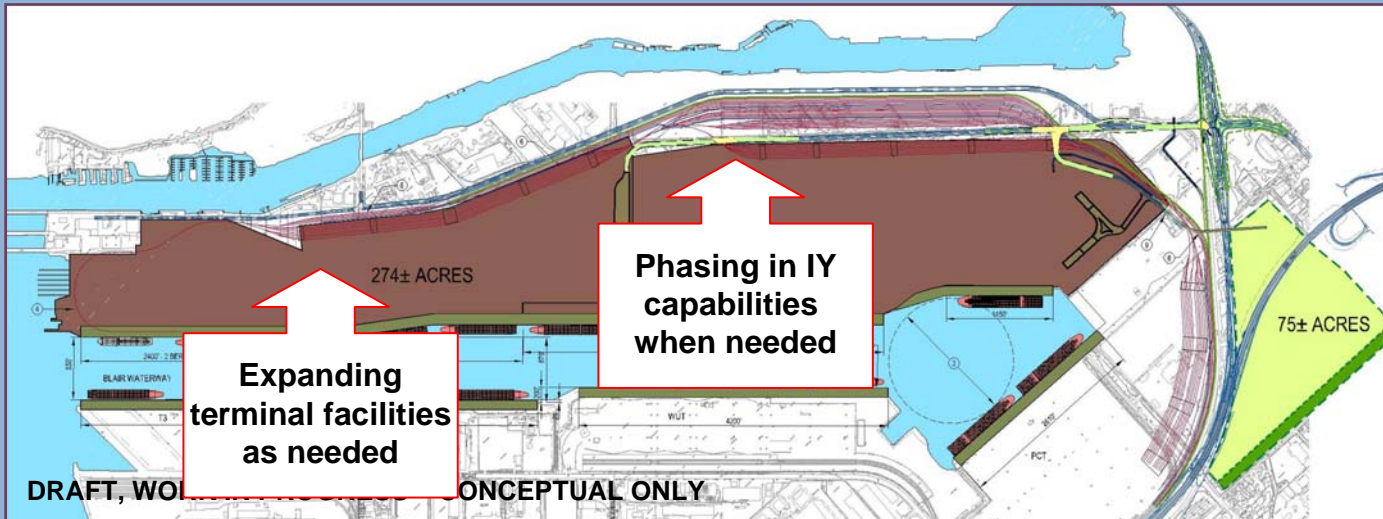 274± ACRES
Phasing in IY
capabilities
when needed
75± ACRES
Expanding
terminal facilities
as needed
BLAIR WATERWAY
T3
WUT
4200'
PCT
DRAFT, CONCEPTUAL ONLY